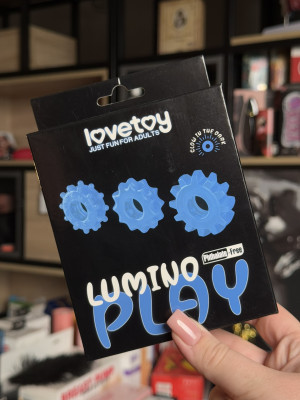 lovetoy
JUST FUN FOR ADULTS
GLOW IN THE DARK
LUMINO
PLAY
Phthalate free